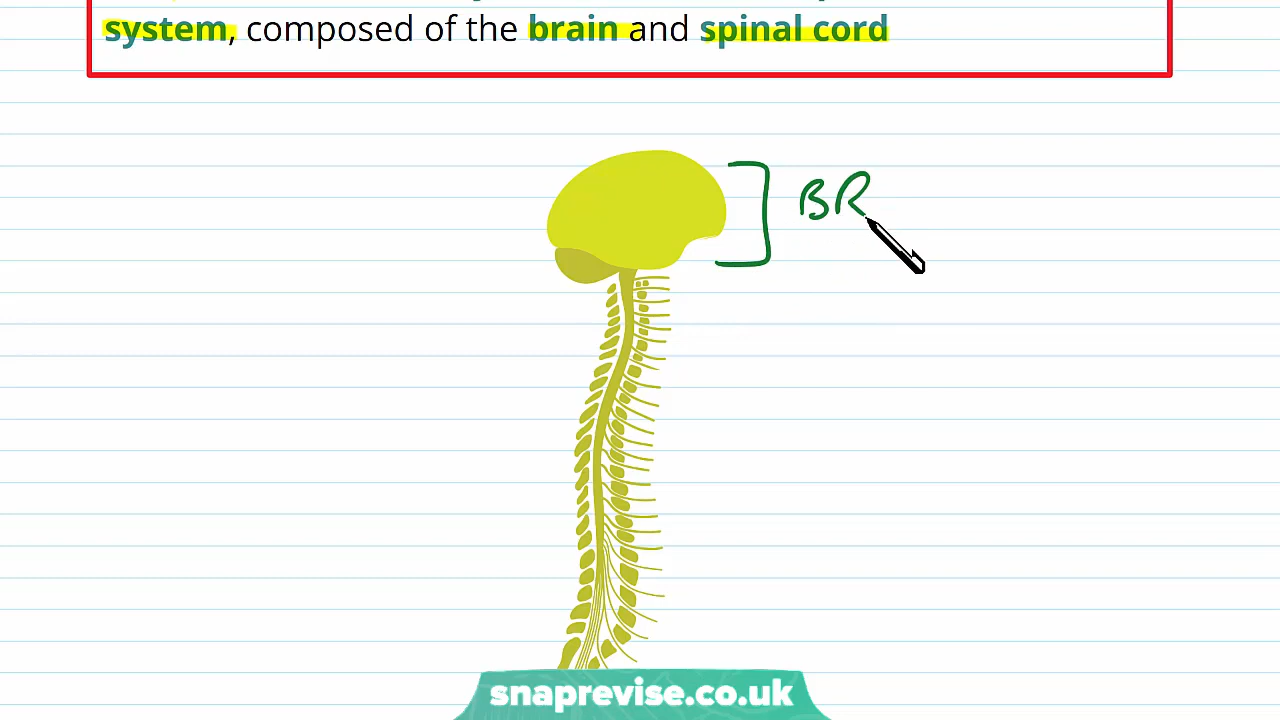 system, composed of the brain and spinal cord
BR
snaprevise.co.uk